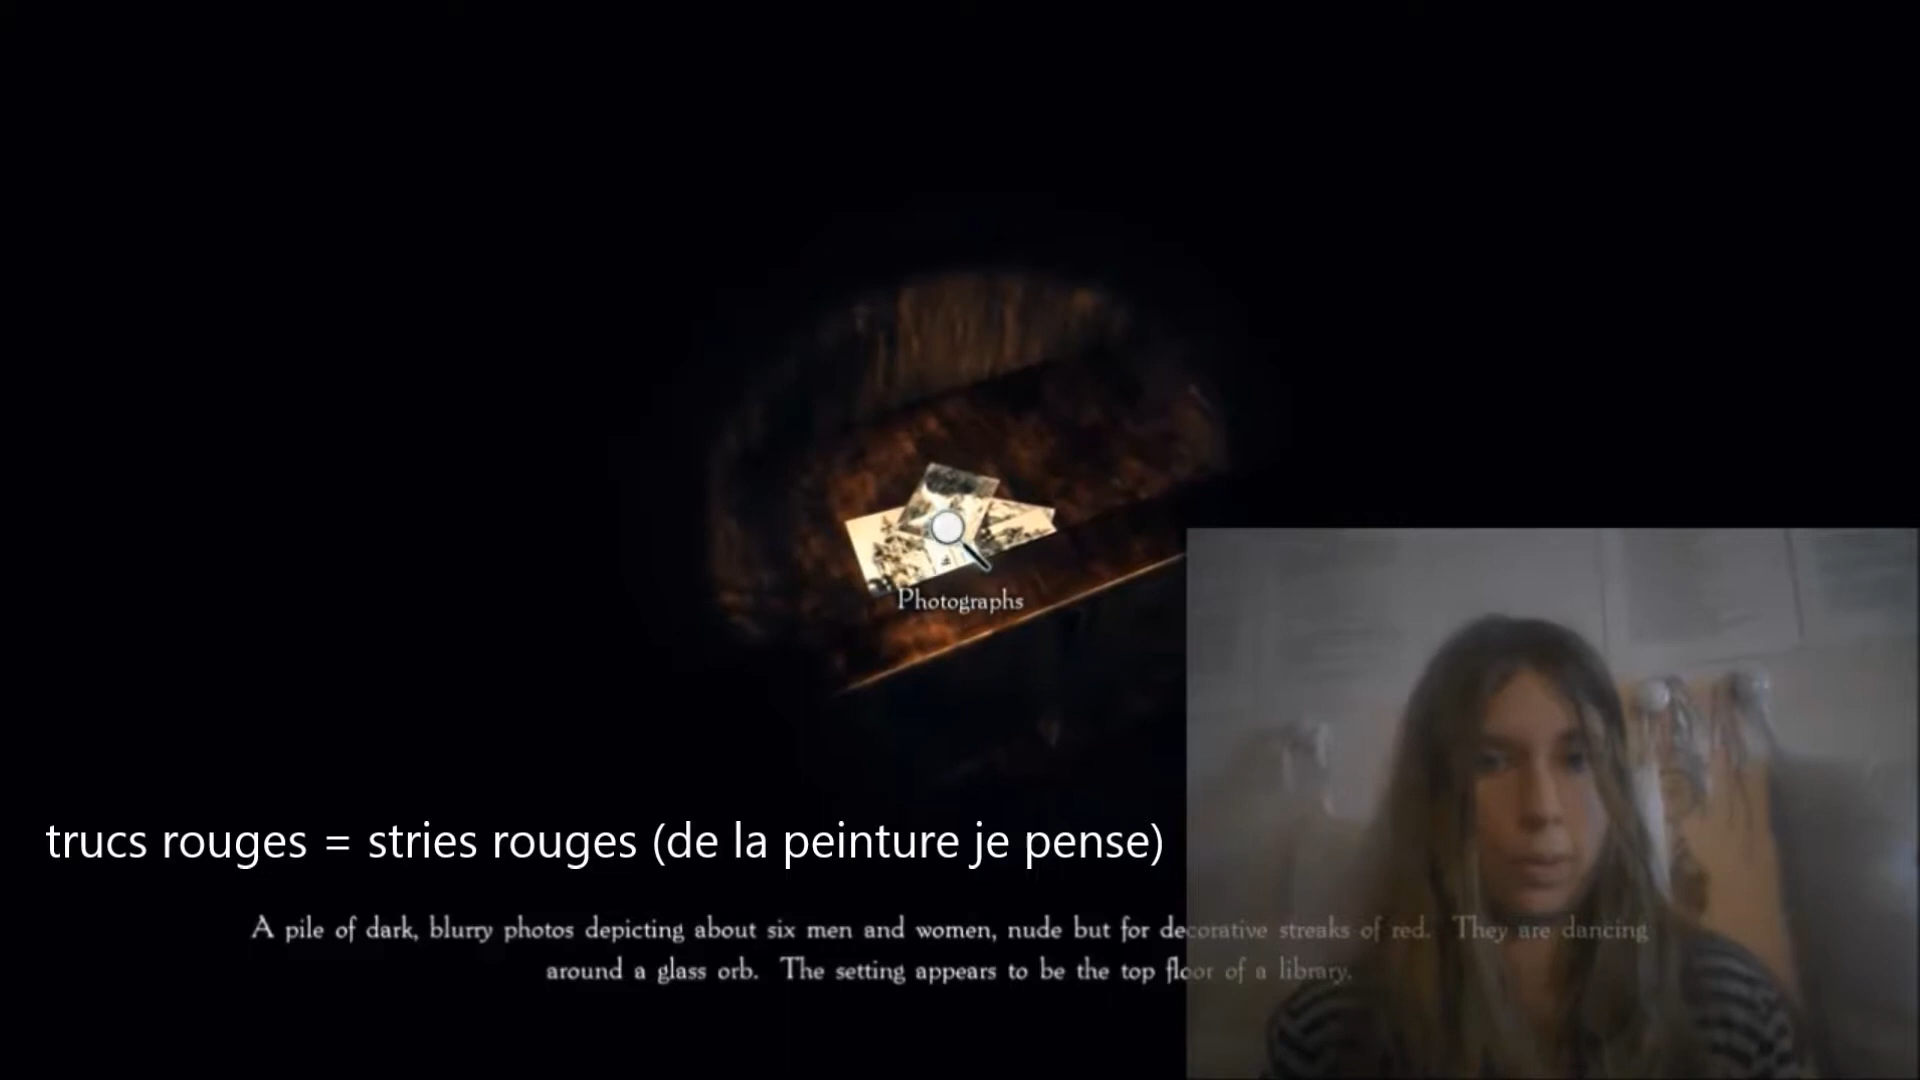 Photographs
trucs rouges = stries rouges (de la peinture je pense)
A pile of dark, blurry photos depicting about six men and women, nude but for decorative streaks of red. They are dancing
around a glass orb. The setting appears to be the top floor of a library.